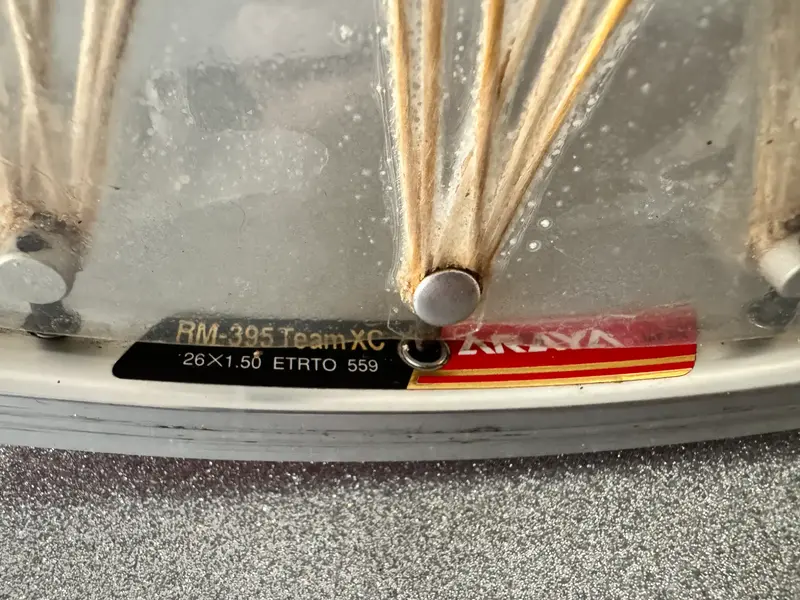 RM-395 Team XC
26×1.50 ETRTO 559
ARAYA